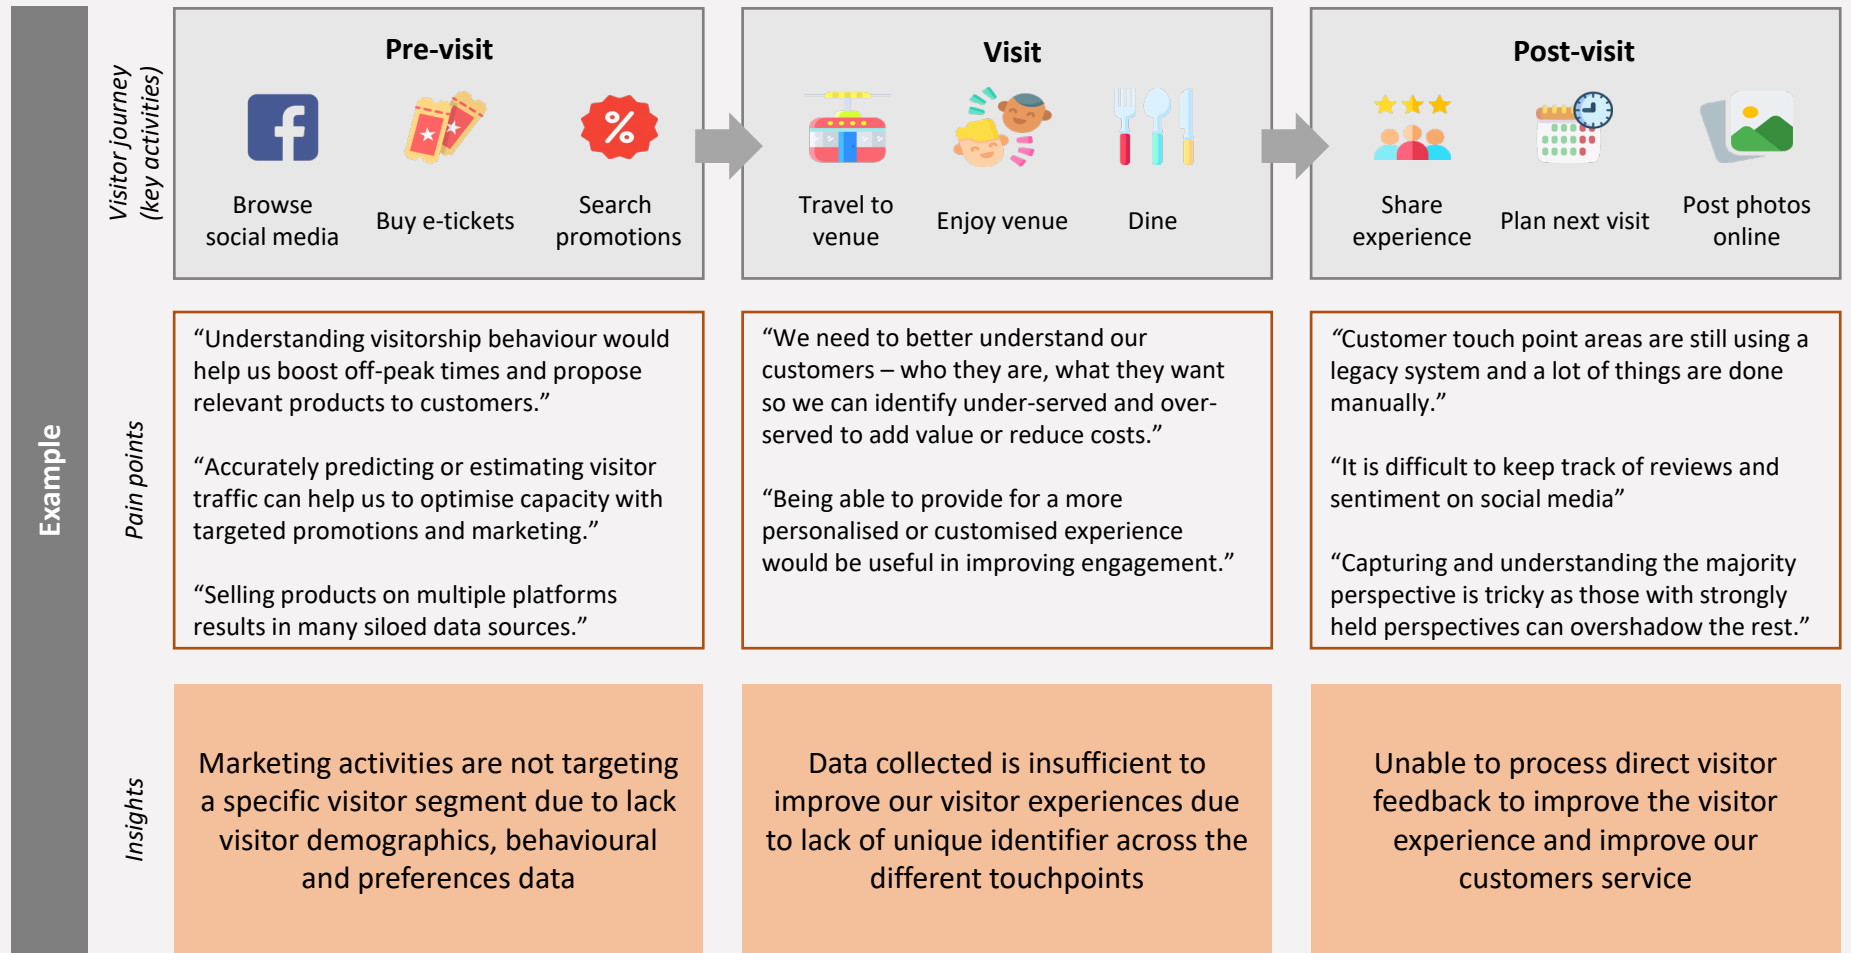 Example
Visitor journey
(key activities)
Pre-visit
Browse
social media
Buy e-tickets
Search
promotions
Visit
Travel to
venue
Enjoy venue
Dine
Post-visit
Share
experience
Plan next visit
Post photos
online
Pain points
“Understanding visitorship behaviour would
help us boost off-peak times and propose
relevant products to customers.”
“Accurately predicting or estimating visitor
traffic can help us to optimise capacity with
targeted promotions and marketing.”
“Selling products on multiple platforms
results in many siloed data sources.”
“We need to better understand our
customers – who they are, what they want
so we can identify under-served and over-
served to add value or reduce costs.”
“Being able to provide for a more
personalised or customised experience
would be useful in improving engagement.”
“Customer touch point areas are still using a
legacy system and a lot of things are done
manually.”
“It is difficult to keep track of reviews and
sentiment on social media”
“Capturing and understanding the majority
perspective is tricky as those with strongly
held perspectives can overshadow the rest.”
Insights
Marketing activities are not targeting
a specific visitor segment due to lack
visitor demographics, behavioural
and preferences data
Data collected is insufficient to
improve our visitor experiences due
to lack of unique identifier across the
different touchpoints
Unable to process direct visitor
feedback to improve the visitor
experience and improve our
customers service